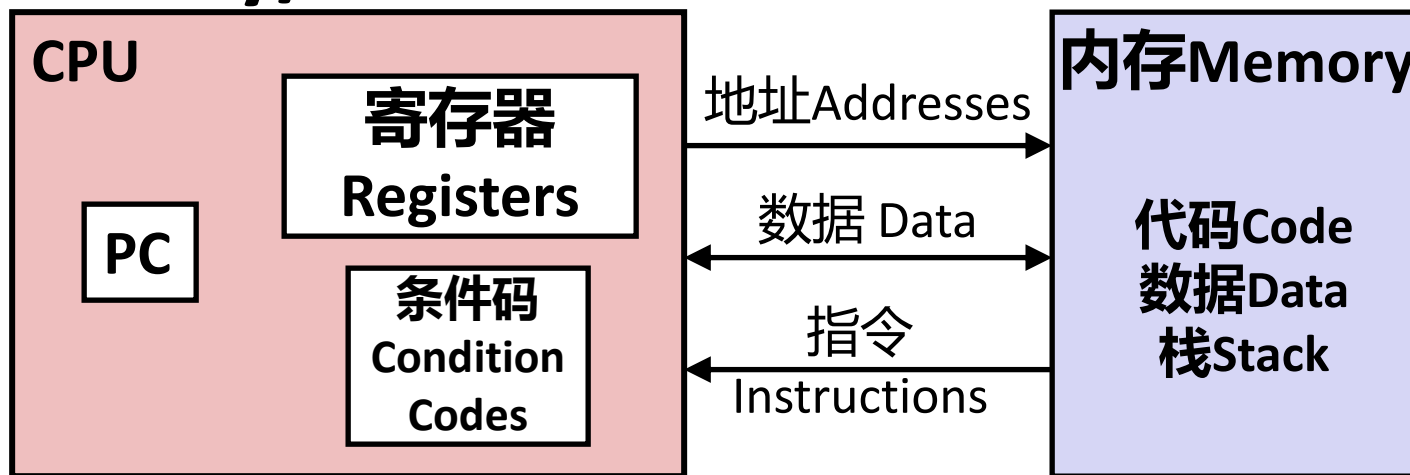 CPU
寄存器
Registers
PC
条件码
Condition
Codes
地址Addresses
数据 Data
指令
Instructions
内存Memory
代码Code
数据Data
栈Stack